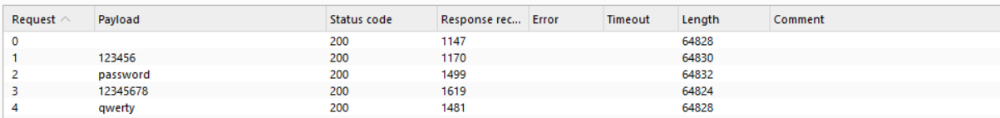 Request Payload Status code Response rec... Error Timeout Length Comment
0 200 1147 64828
1 123456 200 1170 64830
2 password 200 1499 64832
3 12345678 200 1619 64824
4 qwerty 200 1481 64828